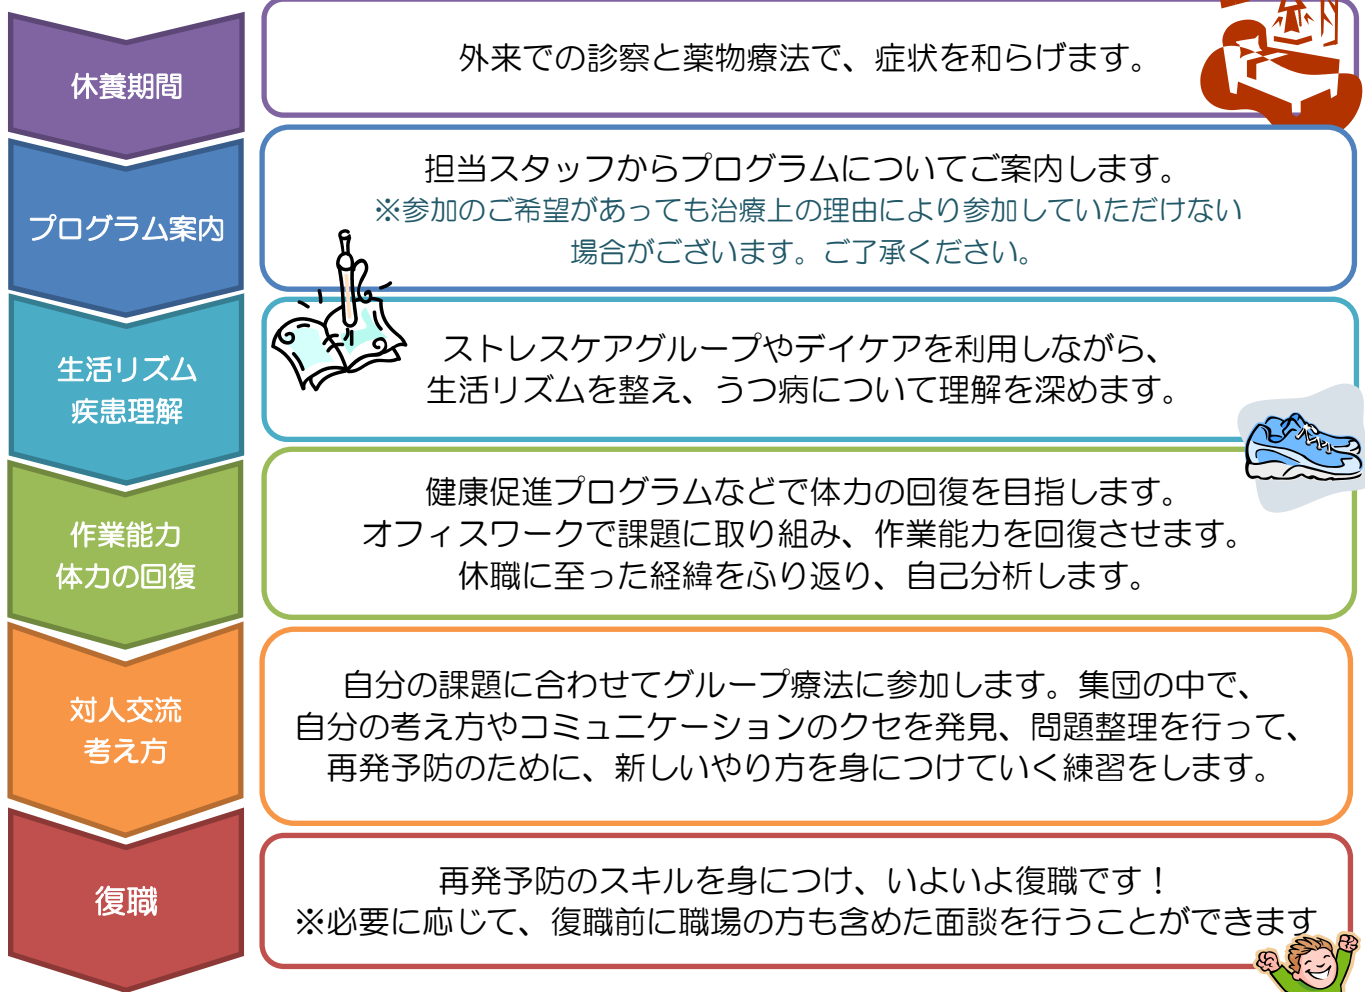 休養期間
外来での診察と薬物療法で、症状を和らげます。
プログラム案内
担当スタッフからプログラムについてご案内します。
※参加のご希望があっても治療上の理由により参加していただけない
場合がございます。ご了承ください。
生活リズム
疾患理解
ストレスケアグループやデイケアを利用しながら、
生活リズムを整え、うつ病について理解を深めます。
作業能力
体力の回復
健康促進プログラムなどで体力の回復を目指します。
オフィスワークで課題に取り組み、作業能力を回復させます。
休職に至った経緯をふり返り、自己分析します。
対人交流
考え方
自分の課題に合わせてグループ療法に参加します。集団の中で、
自分の考え方やコミュニケーションのクセを発見、問題整理を行って、
再発予防のために、新しいやり方を身につけていく練習をします。
復職
再発予防のスキルを身につけ、いよいよ復職です！
※必要に応じて、復職前に職場の方も含めた面談を行うことができます